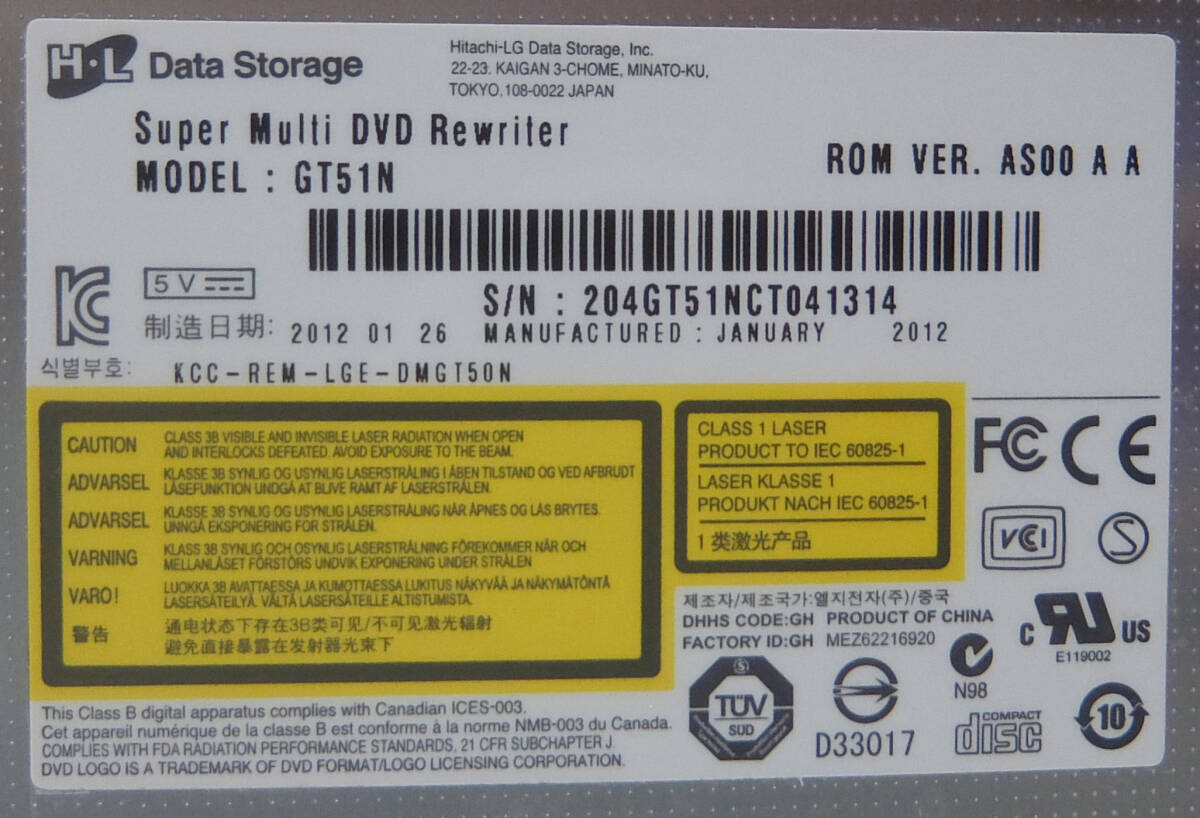 H·L Data Storage
Hitachi-LG Data Storage, Inc.
22-23. KAIGAN 3-CHOME, MINATO-KU,
TOKYO.108-0022 JAPAN
Super Multi DVD Rewriter
MODEL : GT51N
ROM VER. AS00 A A
5 V
S/N : 204GT51NCT041314
制造日期: 2012 01 26
MANUFACTURED : JANUARY 2012
식별부호: KCC-REM-LGE-DMGT50N
CAUTION CLASS 3B VISIBLE AND INVISIBLE LASER RADIATION WHEN OPEN
AND INTERLOCKS DEFEATED. AVOID EXPOSURE TO THE BEAM.
ADVARSEL KLASSE 3B SYNLIG OG USYNLIG LASERSTRÅLING I ÅBEN TILSTAND OG VED AFBRUDT
LÅSEFUNKTION UNDGÅ AT BLIVE RAMT AF LASERSTRÅLEN.
ADVARSEL KLASSE 3B SYNLIG OG USYNLIG LASERSTRÅLING NÅR ÅPNES OG LÅS BRYTES.
UNNGÅ EKSPONERING FOR STRÅLEN.
VARNING KLASS 3B SYNLIG OCH OSYNLIG LASERSTRÅLNING FÖREKOMMER NÄR OCH
MELLANLÅSET FÖRSTÖRS UNDVIK EXPONERING UNDER STRÅLEN
VARO! LUOKKA 3B AVATTAESSA JA KUMOTTAESSA LUKITUS NÄKYVÄÄ JA NÄKYMÄTÖNTÄ
LASERSÄTEILYÄ. VÄLTÄ LASERSÄTEILLE ALTISTUMISTA.
警告 通电状态下存在3B类可见/不可见激光辐射
避免直接暴露在发射器光束下
CLASS 1 LASER
PRODUCT TO IEC 60825-1
LASER KLASSE 1
PRODUKT NACH IEC 60825-1
1 类激光产品
FC CE
VCCI S
제조자/제조국가:엘지전자(주)/중국
DHHS CODE:GH PRODUCT OF CHINA
FACTORY ID:GH MEZ62216920
C UR US
E119002
N98
S
TÜV
SÜD
D33017
COMPACT
disc
10
This Class B digital apparatus complies with Canadian ICES-003.
Cet appareil numérique de la classe B est conforme à la norme NMB-003 du Canada.
COMPLIES WITH FDA RADIATION PERFORMANCE STANDARDS, 21 CFR SUBCHAPTER J.
DVD LOGO IS A TRADEMARK OF DVD FORMAT/LOGO LICENSING CORPORATION.